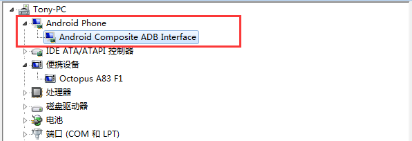 Tony-PC
Android Phone
Android Composite ADB Interface
IDE ATA/ATAPI 控制器
便携设备
Octopus A83 F1
处理器
磁盘驱动器
电池
端口 (COM 和 LPT)